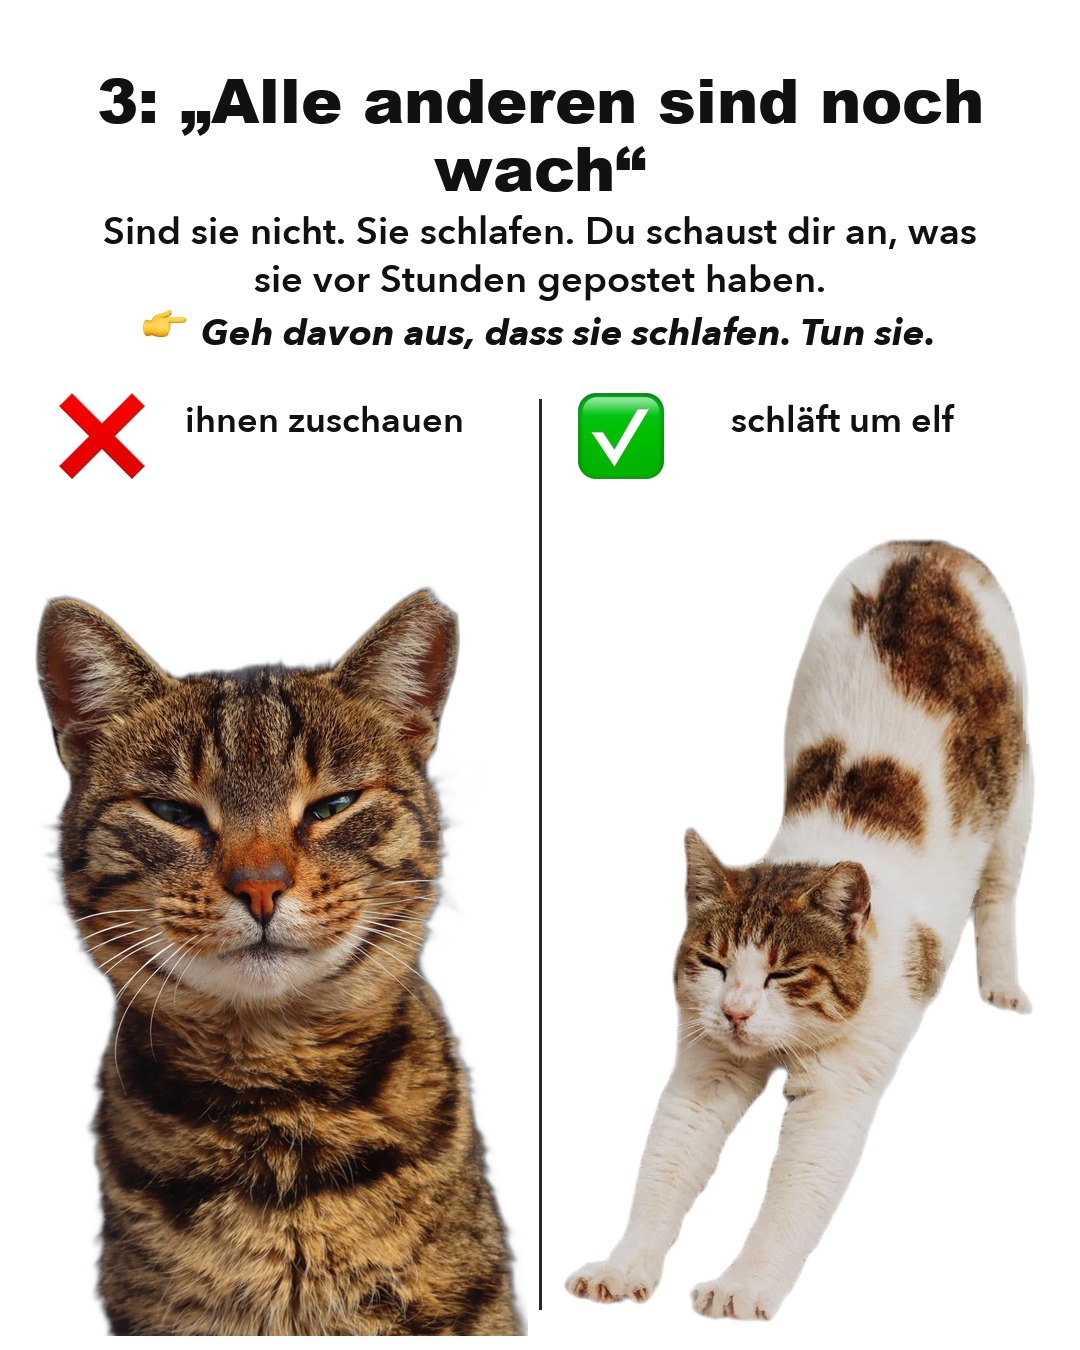 3: „Alle anderen sind noch
wach“
Sind sie nicht. Sie schlafen. Du schaust dir an, was
sie vor Stunden gepostet haben.
👉 Geh davon aus, dass sie schlafen. Tun sie.
❌ ihnen zuschauen
✅ schläft um elf